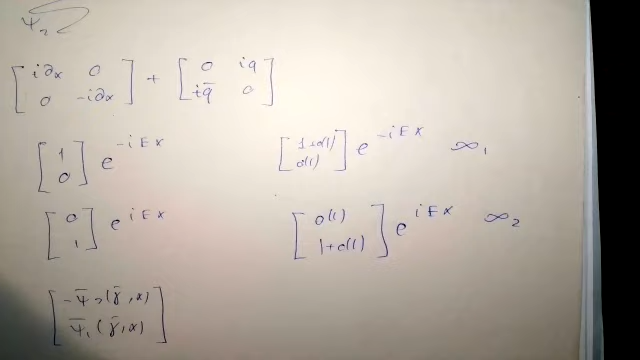 Ψ₂
[ i∂x 0 ; 0 -i∂x ] + [ 0 iq ; iq̄ 0 ]
[ 1 ; 0 ] e^{-iEx} [ 1+o(1) ; o(1) ] e^{-iEx} ∞₁
[ 0 ; 1 ] e^{iEx} [ o(1) ; 1+o(1) ] e^{iEx} ∞₂
[ -Ψ̄₂(γ̄,x) ; Ψ̄₁(γ̄,x) ]